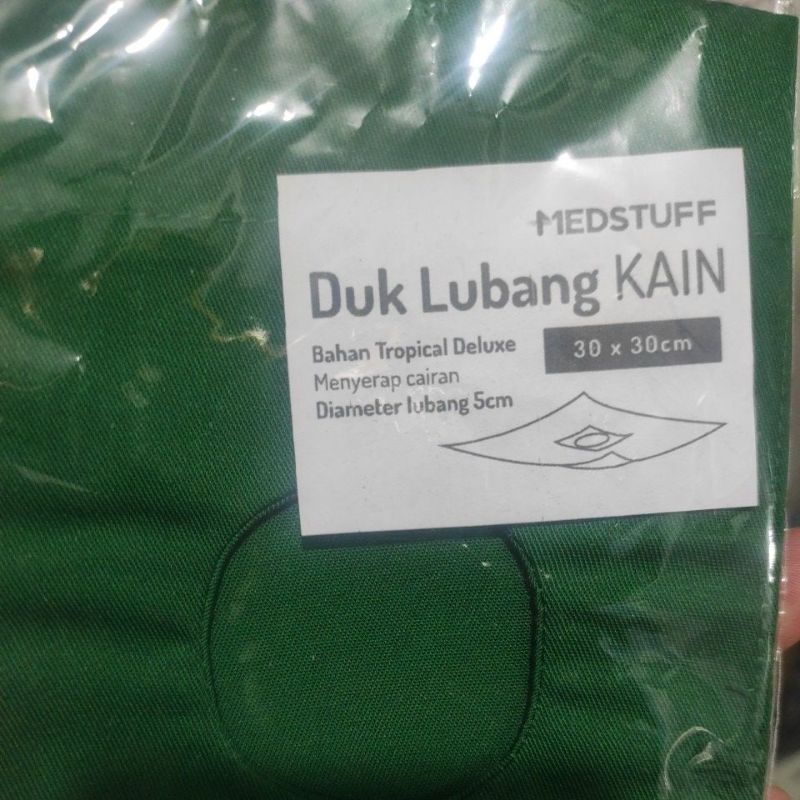 MEDSTUFF
Duk Lubang KAIN
Bahan Tropical Deluxe
30 x 30cm
Menyerap cairan
Diameter lubang 5cm